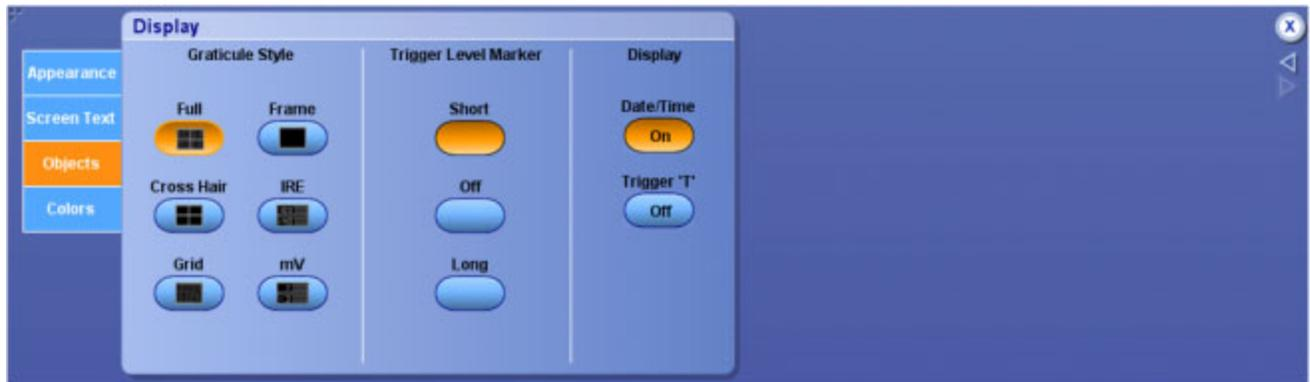 Display
X
Appearance
Screen Text
Objects
Colors
Graticule Style
Full
Frame
Cross Hair
IRE
Grid
mV
Trigger Level Marker
Short
Off
Long
Display
Date/Time
On
Trigger 'T'
Off